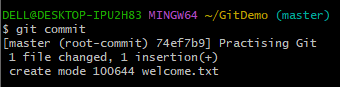 DELL@DESKTOP-IPU2H83 MINGW64 ~/GitDemo (master)
$ git commit
[master (root-commit) 74ef7b9] Practising Git
 1 file changed, 1 insertion(+)
 create mode 100644 welcome.txt